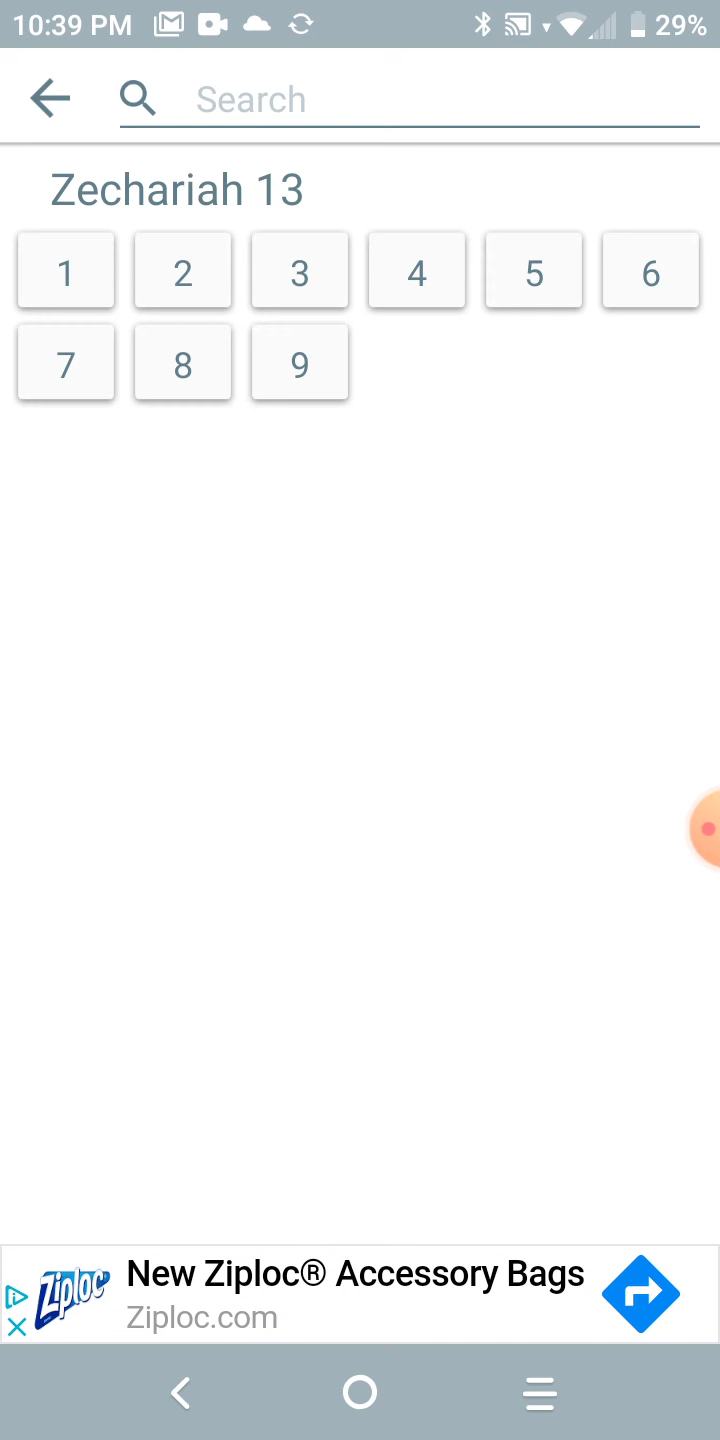 10:39 PM 29%
Search
Zechariah 13
1 2 3 4 5 6
7 8 9
Ziploc New Ziploc® Accessory Bags
Ziploc.com